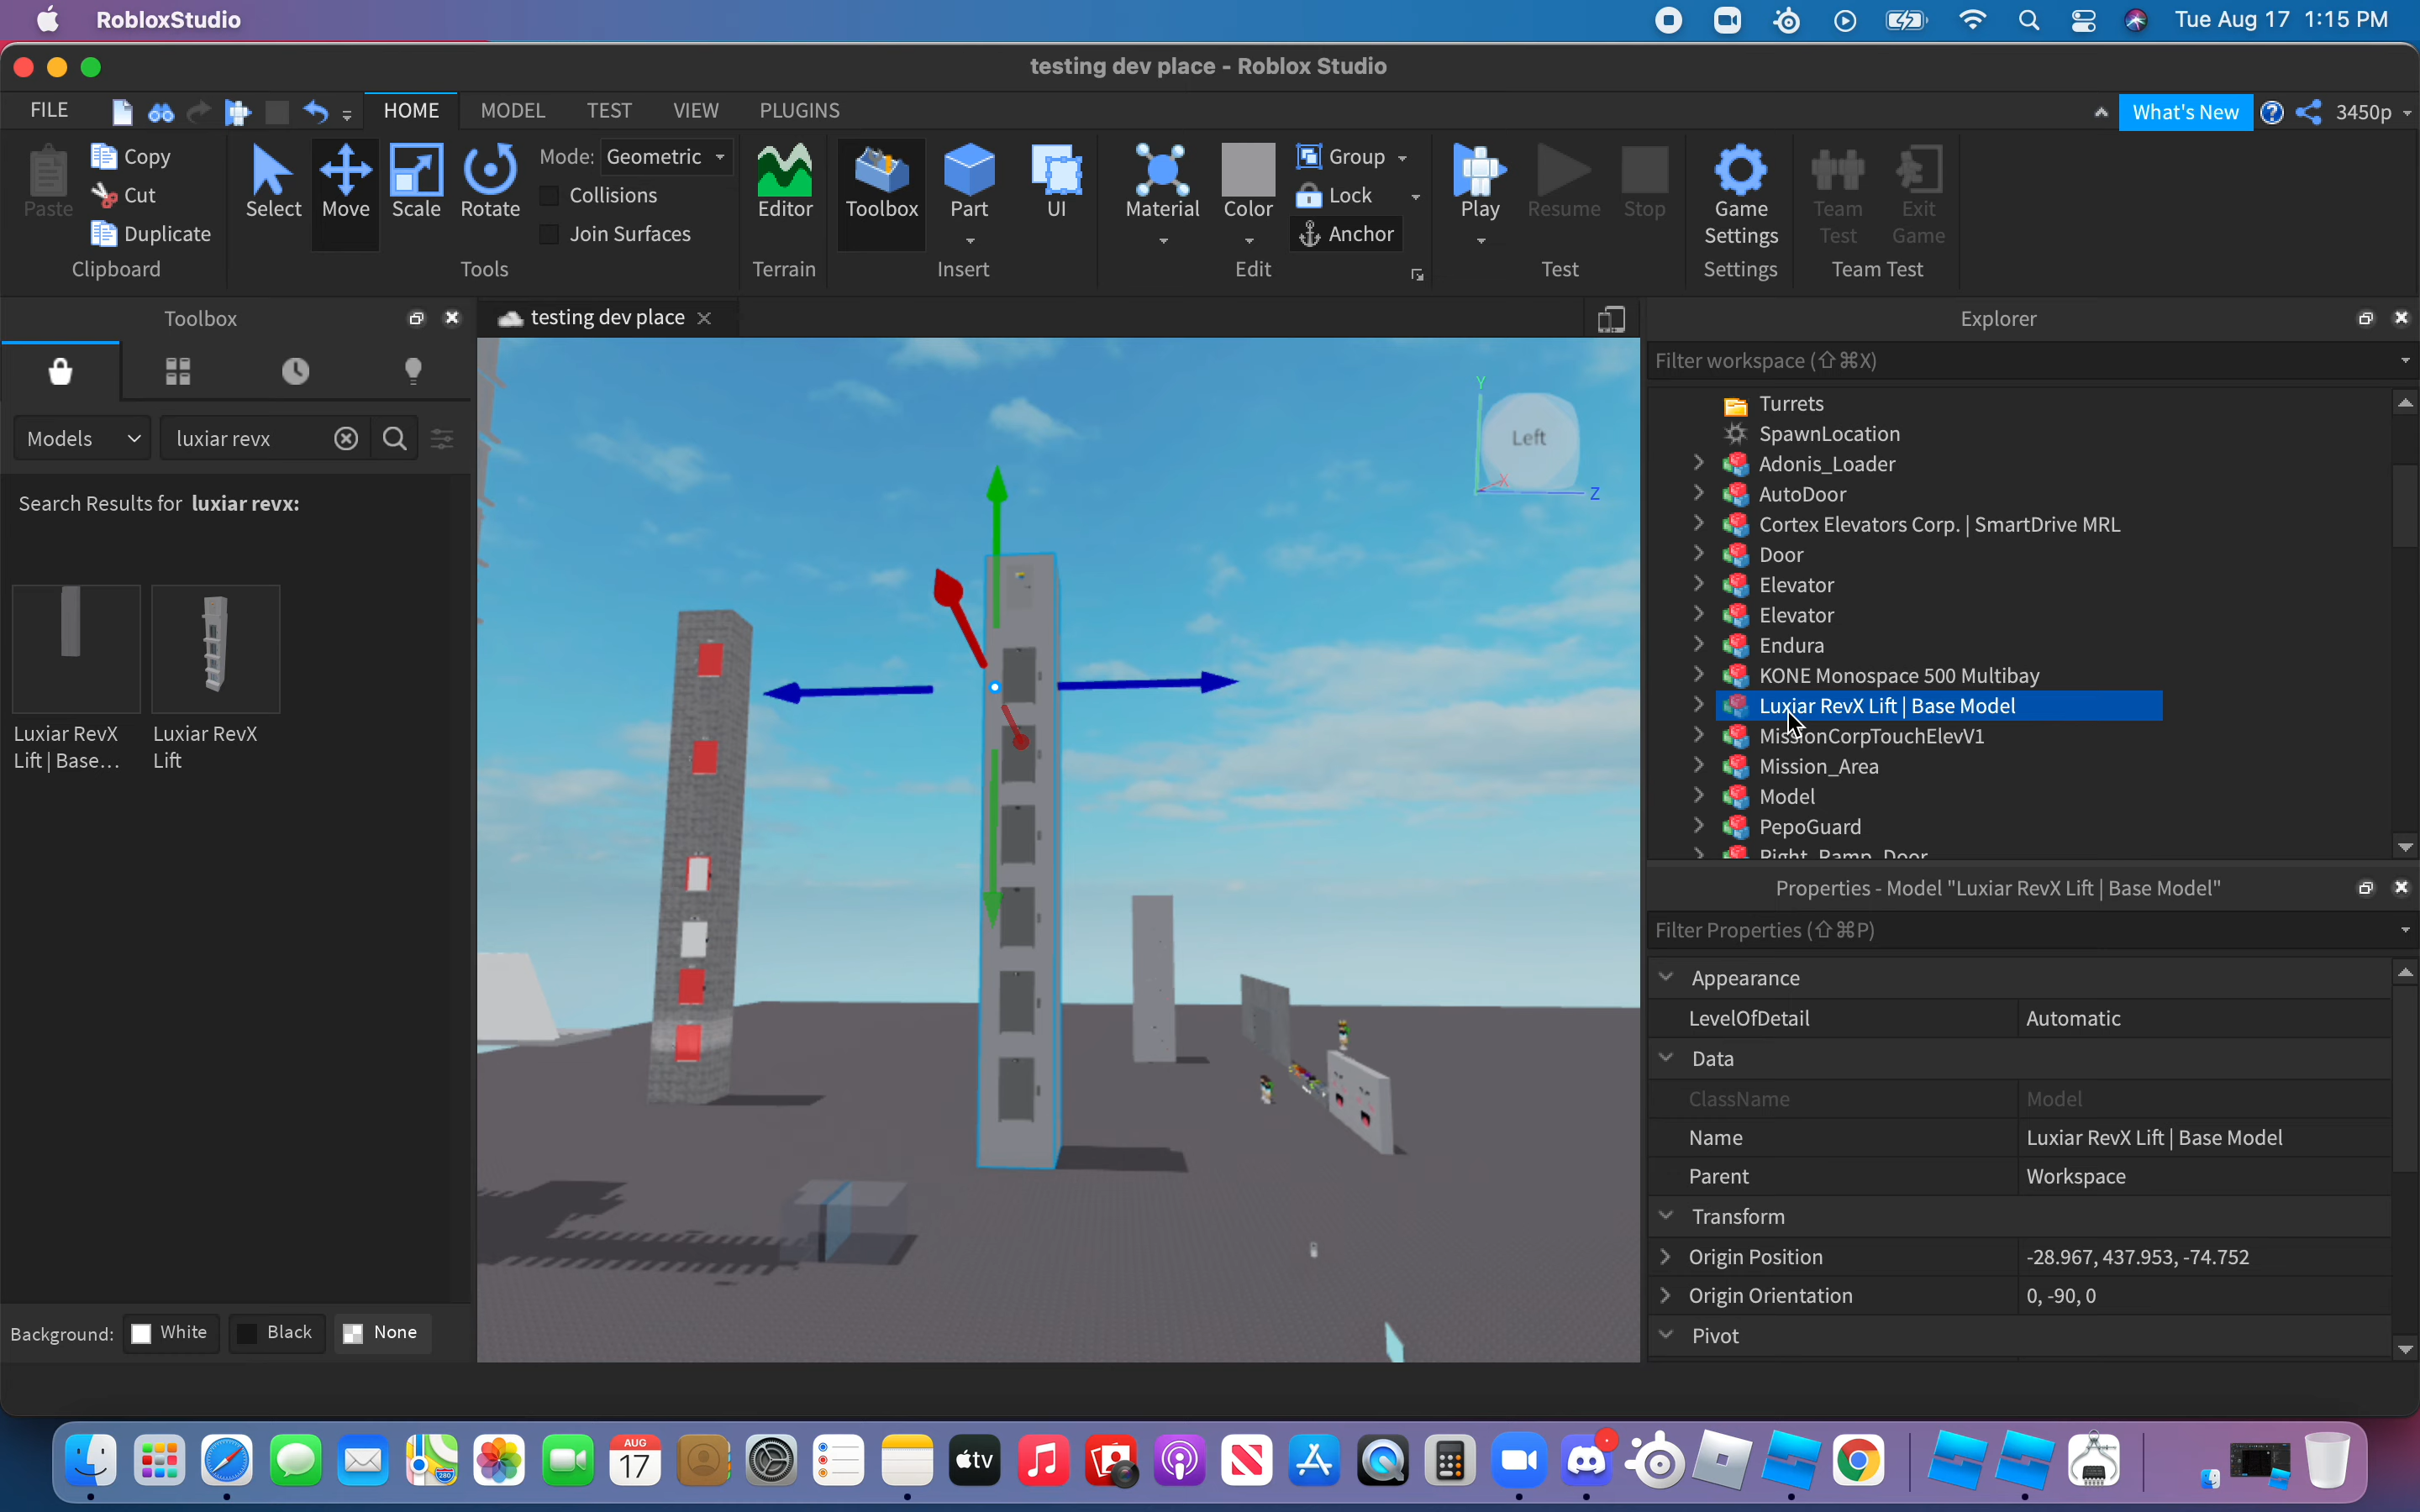 RobloxStudio
Tue Aug 17 1:15 PM
testing dev place - Roblox Studio
FILE HOME MODEL TEST VIEW PLUGINS What's New 3450p
Paste Copy Cut Duplicate
Clipboard
Select Move Scale Rotate
Mode: Geometric
Collisions
Join Surfaces
Tools
Editor
Terrain
Toolbox Part UI
Insert
Material Color
Group
Lock
Anchor
Edit
Play Resume Stop
Test
Game Settings
Settings
Team Test
Exit Game
Team Test
Toolbox
testing dev place
Models
luxiar revx
Search Results for luxiar revx:
Luxiar RevX
Lift | Base...
Luxiar RevX
Lift
Background: White Black None
Y
Left
X
Z
Explorer
Filter workspace (⇧⌘X)
Turrets
SpawnLocation
Adonis_Loader
AutoDoor
Cortex Elevators Corp. | SmartDrive MRL
Door
Elevator
Elevator
Endura
KONE Monospace 500 Multibay
Luxiar RevX Lift | Base Model
MissionCorpTouchElevV1
Mission_Area
Model
PepoGuard
Right_Ramp_Door
Properties - Model "Luxiar RevX Lift | Base Model"
Filter Properties (⇧⌘P)
Appearance
LevelOfDetail Automatic
Data
ClassName Model
Name Luxiar RevX Lift | Base Model
Parent Workspace
Transform
Origin Position -28.967, 437.953, -74.752
Origin Orientation 0, -90, 0
Pivot
280
AUG
17
tv